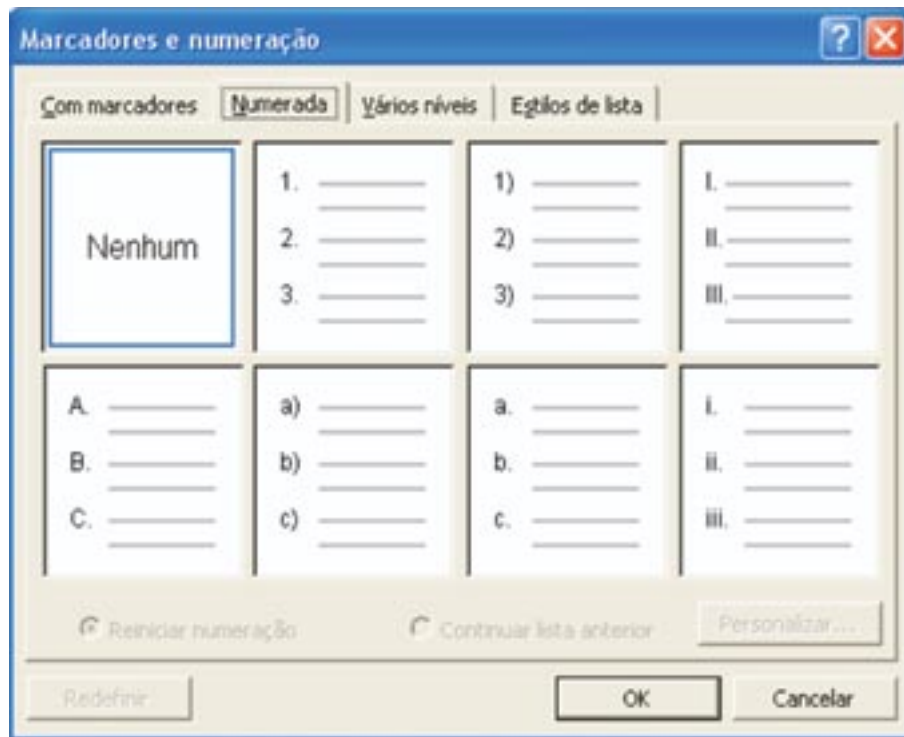 Marcadores e numeração
Com marcadores Numerada Vários níveis Estilos de lista
Nenhum
1.
2.
3.
1)
2)
3)
I.
II.
III.
A.
B.
C.
a)
b)
c)
a.
b.
c.
i.
ii.
iii.
Reiniciar numeração Continuar lista anterior Personalizar...
Redefinir OK Cancelar